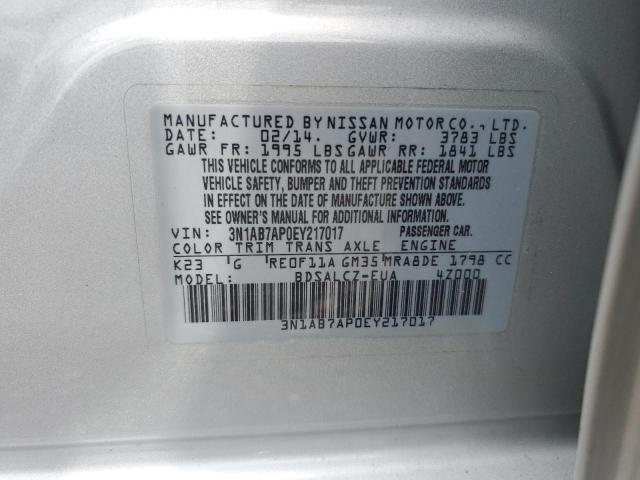 MANUFACTURED BY NISSAN MOTOR CO., LTD.
DATE: 02/14. GVWR: 3783 LBS
GAWR FR: 1995 LBS GAWR RR: 1841 LBS
THIS VEHICLE CONFORMS TO ALL APPLICABLE FEDERAL MOTOR
VEHICLE SAFETY, BUMPER AND THEFT PREVENTION STANDARDS
IN EFFECT ON THE DATE OF MANUFACTURE SHOWN ABOVE.
SEE OWNER'S MANUAL FOR ADDITIONAL INFORMATION.
VIN: 3N1AB7AP0EY217017 PASSENGER CAR.
COLOR TRIM TRANS AXLE ENGINE
K23 G RE0F11A GM35 MRA8DE 1798 CC
MODEL: BDSALCZ-EUA 4Z000
3N1AB7AP0EY217017